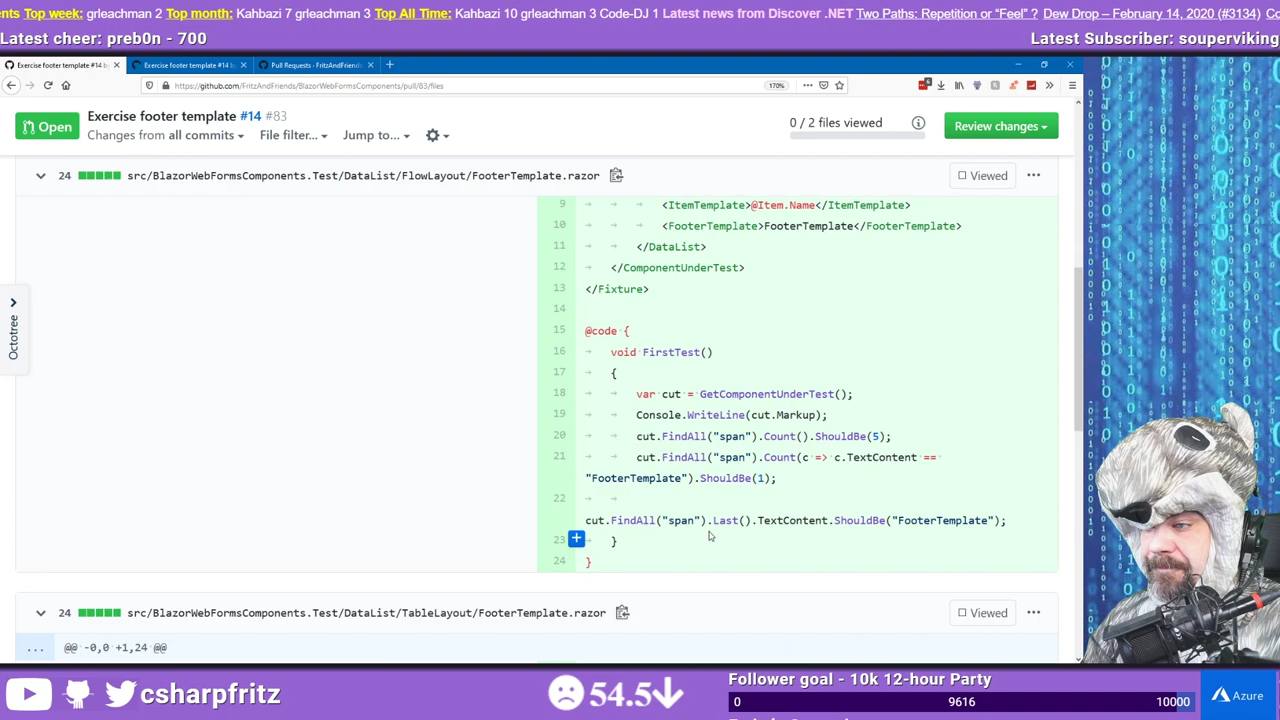 ents Top week: grleachman 2 Top month: Kahbazi 7 grleachman 3 Top All Time: Kahbazi 10 grleachman 3 Code-DJ 1 Latest news from Discover .NET Two Paths: Repetition or “Feel” ? Dew Drop – February 14, 2020 (#3134) Co
Latest cheer: preb0n - 700
Latest Subscriber: souperviking
Exercise footer template #14 b
Exercise footer template #14 b
Pull Requests · FritzAndFriends/
https://github.com/FritzAndFriends/BlazorWebFormsComponents/pull/83/files
170%
Open
Exercise footer template #14 #83
Changes from all commits
File filter...
Jump to...
0 / 2 files viewed
Review changes
24 src/BlazorWebFormsComponents.Test/DataList/FlowLayout/FooterTemplate.razor
Viewed
9 <ItemTemplate>@Item.Name</ItemTemplate>
10 <FooterTemplate>FooterTemplate</FooterTemplate>
11 </DataList>
12 </ComponentUnderTest>
13 </Fixture>
14
15 @code {
16 void FirstTest()
17 {
18 var cut = GetComponentUnderTest();
19 Console.WriteLine(cut.Markup);
20 cut.FindAll("span").Count().ShouldBe(5);
21 cut.FindAll("span").Count(c => c.TextContent ==
"FooterTemplate").ShouldBe(1);
22
cut.FindAll("span").Last().TextContent.ShouldBe("FooterTemplate");
23 }
24 }
Octotree
24 src/BlazorWebFormsComponents.Test/DataList/TableLayout/FooterTemplate.razor
Viewed
... @@ -0,0 +1,24 @@
csharpfritz
54.5
Follower goal - 10k 12-hour Party
0 9616 10000
Azure